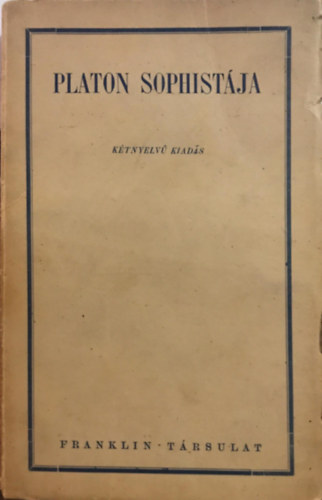 PLATON SOPHISTÁJA
KÉTNYELVŰ KIADÁS
FRANKLIN · TÁRSULAT